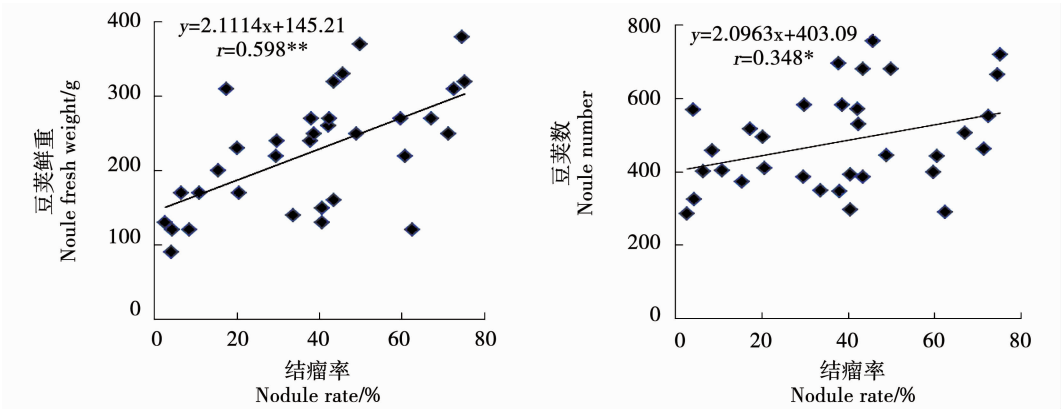 y=2.1114x+145.21
r=0.598**
400
300
200
100
0
0
20
40
60
80
豆荚鲜重
Noule fresh weight/g
结瘤率
Nodule rate/%
y=2.0963x+403.09
r=0.348*
800
600
400
200
0
0
20
40
60
80
豆荚数
Noule number
结瘤率
Nodule rate/%